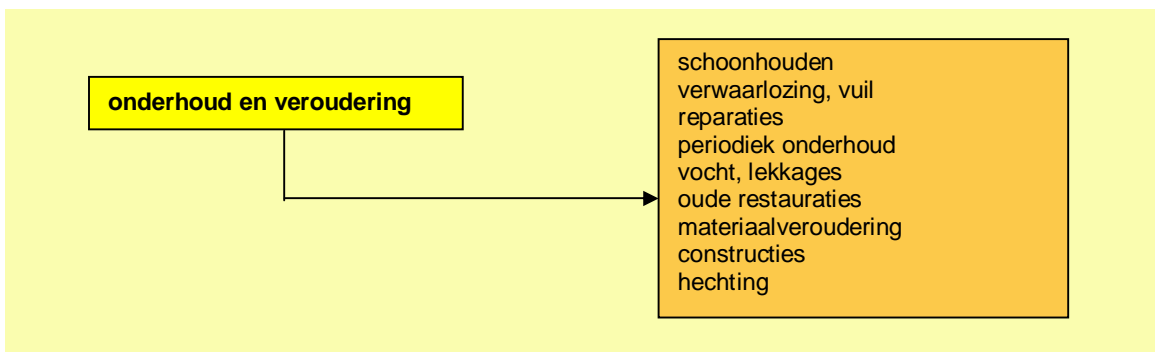 onderhoud en veroudering
schoonhouden
verwaarlozing, vuil
reparaties
periodiek onderhoud
vocht, lekkages
oude restauraties
materiaalveroudering
constructies
hechting